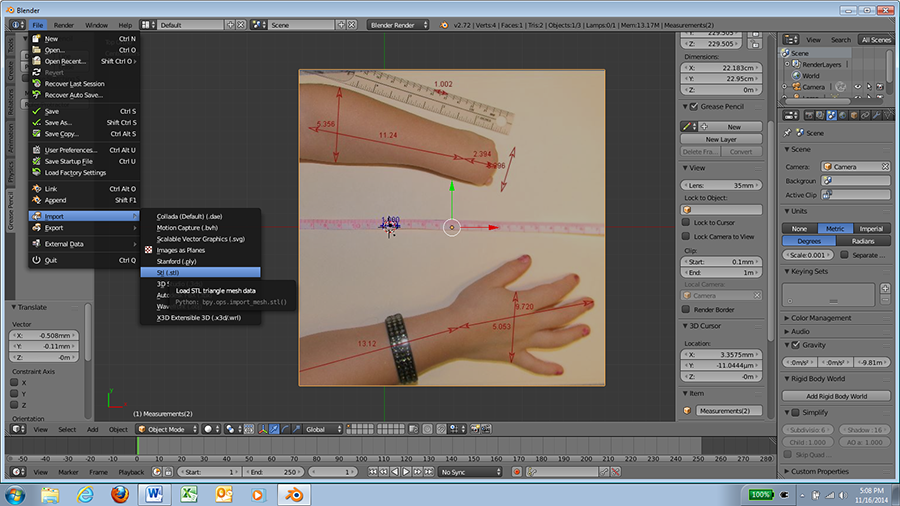 Blender
File Render Window Help
Default
Scene
Blender Render
v2.72 | Verts:4 | Faces:1 | Tris:2 | Objects:1/3 | Lamps:0/1 | Mem:13.17M | Measurements(2)
New Ctrl N
Open... Ctrl O
Open Recent... Shift Ctrl O
Revert
Recover Last Session
Recover Auto Save...
Save Ctrl S
Save As... Shift Ctrl S
Save Copy... Ctrl Alt S
User Preferences... Ctrl Alt U
Save Startup File Ctrl U
Load Factory Settings
Link Ctrl Alt O
Append Shift F1
Import
Export
External Data
Quit Ctrl Q
Collada (Default) (.dae)
Motion Capture (.bvh)
Scalable Vector Graphics (.svg)
Images as Planes
Stanford (.ply)
Stl (.stl)
Load STL triangle mesh data
Python: bpy.ops.import_mesh.stl()
X3D Extensible 3D (.x3d/.wrl)
Tools
Create
Relations
Animation
Physics
Grease Pencil
Translate
Vector
X: -0.508mm
Y: -0.11mm
Z: -0m
Constraint Axis
X
Y
Z
Orientation
1.002
5.356
11.24
2.394
13.12
5.053
9.720
(1) Measurements(2)
Y: 229.505
Z: 229.505
Dimensions:
X: 22.183cm
Y: 22.95cm
Z: 0m
Grease Pencil
New
New Layer
Delete Fra...
Convert
View
Lens: 35mm
Lock to Object:
Lock to Cursor
Lock Camera to View
Clip:
Start: 0.1mm
End: 1m
Local Camera:
Camera
Render Border
3D Cursor
Location:
X: 3.3575mm
Y: -11.0444µm
Z: -0m
Item
Measurements(2)
View Search All Scenes
Scene
RenderLayers
World
Camera
Scene
Scene
Camera: Camera
Backgroun
Active Clip
Units
None Metric Imperial
Degrees Radians
Scale:0.001 Separate
Keying Sets
Color Management
Audio
Gravity
:0m/s² :0m/s² -9.81m
Rigid Body World
Add Rigid Body World
Simplify
Subdivisio: 6 Shadow :16
Child :1.000 AO a: 1.000
Skip Quad
Custom Properties
View Select Add Object Object Mode Global
-50 -40 -30 -20 -10 0 10 20 30 40 50 60 70 80 90 100 110 120 130 140 150 160 170 180 190 200 210 220 230 240 250 260 270 280
View Marker Frame Playback Start: 1 End: 250 1 No Sync
100%
5:08 PM
11/16/2014